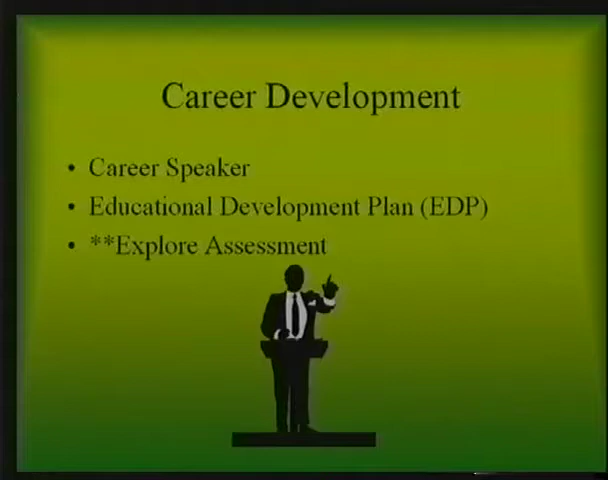 Career Development
• Career Speaker
• Educational Development Plan (EDP)
• **Explore Assessment